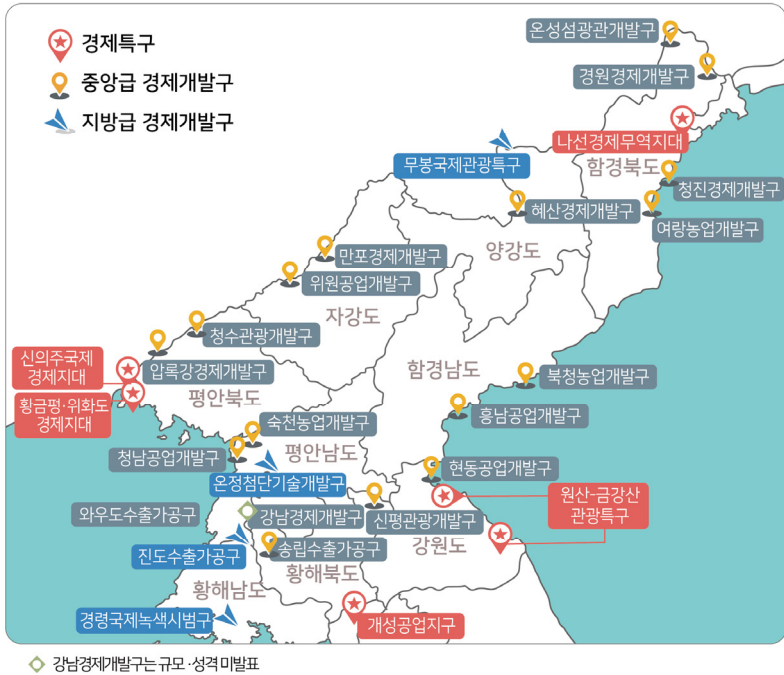 경제특구
중앙급 경제개발구
지방급 경제개발구
온성섬관광개발구
경원경제개발구
나선경제무역지대
무봉국제관광특구
함경북도
청진경제개발구
혜산경제개발구
여랑농업개발구
양강도
만포경제개발구
위원공업개발구
자강도
청수관광개발구
신의주국제
경제지대
압록강경제개발구
함경남도
북청농업개발구
평안북도
황금평·위화도
경제지대
흥남공업개발구
숙천농업개발구
평안남도
청남공업개발구
현동공업개발구
온정첨단기술개발구
원산-금강산
관광특구
와우도수출가공구
강남경제개발구
신평관광개발구
강원도
진도수출가공구
송림수출가공구
황해북도
황해남도
경령국제녹색시범구
개성공업지구
강남경제개발구는 규모·성격 미발표